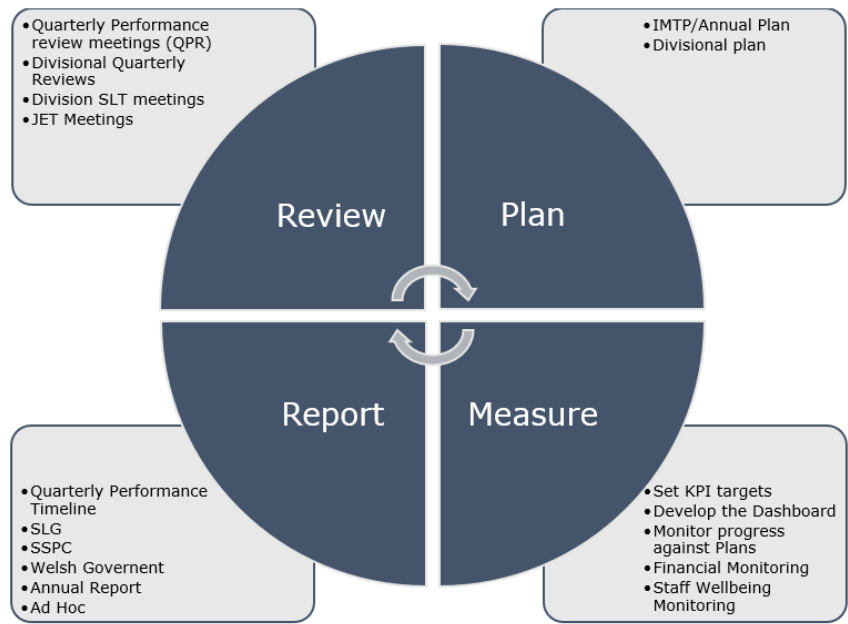 • Quarterly Performance
review meetings (QPR)
• Divisional Quarterly
Reviews
• Division SLT meetings
• JET Meetings
• IMTP/Annual Plan
• Divisional plan
Review
Plan
Report
Measure
• Quarterly Performance
Timeline
• SLG
• SSPC
• Welsh Governent
• Annual Report
• Ad Hoc
• Set KPI targets
• Develop the Dashboard
• Monitor progress
against Plans
• Financial Monitoring
• Staff Wellbeing
Monitoring